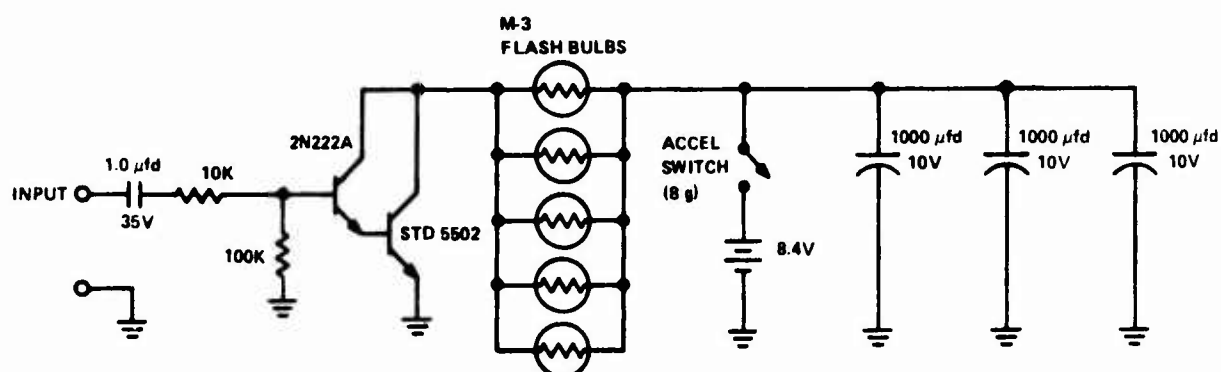 M-3
FLASH BULBS
2N222A
1.0 µfd
10K
INPUT
35V
100K
STD 5502
ACCEL
SWITCH
(8 g)
8.4V
1000 µfd
10V
1000 µfd
10V
1000 µfd
10V